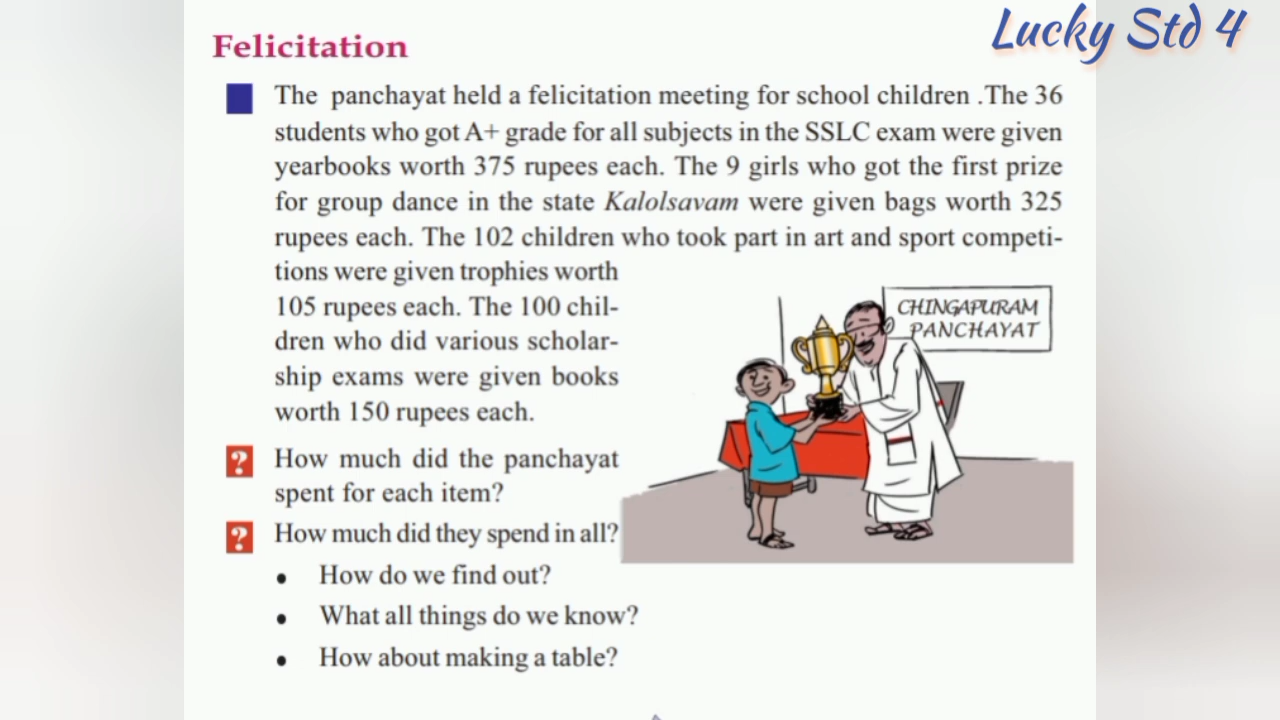 Lucky Std 4
Felicitation
The panchayat held a felicitation meeting for school children .The 36
students who got A+ grade for all subjects in the SSLC exam were given
yearbooks worth 375 rupees each. The 9 girls who got the first prize
for group dance in the state Kalolsavam were given bags worth 325
rupees each. The 102 children who took part in art and sport competi-
tions were given trophies worth
105 rupees each. The 100 chil-
dren who did various scholar-
ship exams were given books
worth 150 rupees each.
CHINGAPURAM
PANCHAYAT
? How much did the panchayat
spent for each item?
? How much did they spend in all?
• How do we find out?
• What all things do we know?
• How about making a table?